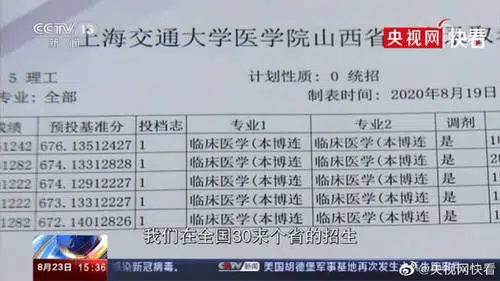 CCTV 13
新闻
央视网 快看
上海交通大学医学院山西省
5 理工
计划性质：0 统招
专业：全部
制表时间：2020年8月19日
成绩 预投基准分 投档志 专业1 专业2 调剂
1242 676.13512427 1 临床医学(本博连 临床医学(本博连 是
1282 674.13312828 1 临床医学(本博连 临床医学(本博连 是
1222 674.12912227 1 临床医学(本博连 临床医学(本博连 是
1222 673.13312227 1 临床医学(本博连 临床医学(本博连 是
1282 672.14012826 1 临床医学(本博连 临床医学(本博连 是
我们在全国30来个省的招生
8月23日 15:36
感染新冠病毒。 CCTV 新闻 美国胡德堡军事基地再次发生士兵
@央视网快看